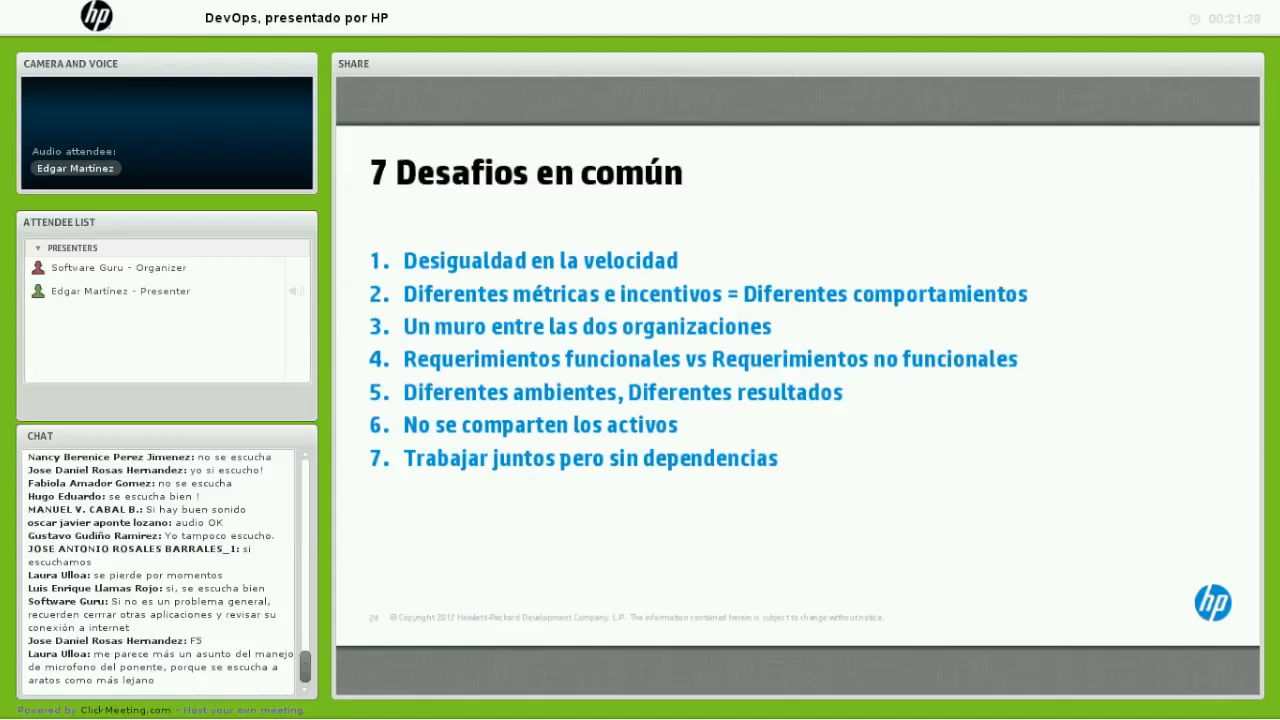 hp
DevOps, presentado por HP
00:21:28
CAMERA AND VOICE
Audio attendee:
Edgar Martínez
ATTENDEE LIST
PRESENTERS
Software Guru - Organizer
Edgar Martínez - Presenter
CHAT
Nancy Berenice Perez Jimenez: no se escucha
Jose Daniel Rosas Hernandez: yo si escucho!
Fabiola Amador Gomez: no se escucha
Hugo Eduardo: se escucha bien !
MANUEL V. CABAL B.: Si hay buen sonido
oscar javier aponte lozano: audio OK
Gustavo Gudiño Ramirez: Yo tampoco escucho.
JOSE ANTONIO ROSALES BARRALES_1: si
escuchamos
Laura Ulloa: se pierde por momentos
Luis Enrique Llamas Rojo: si, se escucha bien
Software Guru: Si no es un problema general,
recuerden cerrrar otras aplicaciones y revisar su
conexión a internet
Jose Daniel Rosas Hernandez: F5
Laura Ulloa: me parece más un asunto del manejo
de microfono del ponente, porque se escucha a
aratos como más lejano
Powered by ClickMeeting.com - Host your own meeting
SHARE
7 Desafios en común
1. Desigualdad en la velocidad
2. Diferentes métricas e incentivos = Diferentes comportamientos
3. Un muro entre las dos organizaciones
4. Requerimientos funcionales vs Requerimientos no funcionales
5. Diferentes ambientes, Diferentes resultados
6. No se comparten los activos
7. Trabajar juntos pero sin dependencias
24 © Copyright 2012 Hewlett-Packard Development Company, L.P. The information contained herein is subject to change without notice.
hp